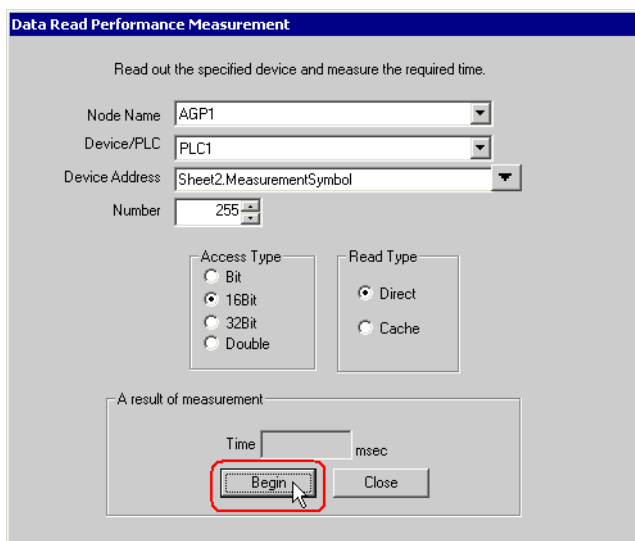 Data Read Performance Measurement
Read out the specified device and measure the required time.
Node Name AGP1
Device/PLC PLC1
Device Address Sheet2.MeasurementSymbol
Number 255
Access Type Read Type
Bit
16Bit Direct
32Bit Cache
Double
A result of measurement
Time msec
Begin Close